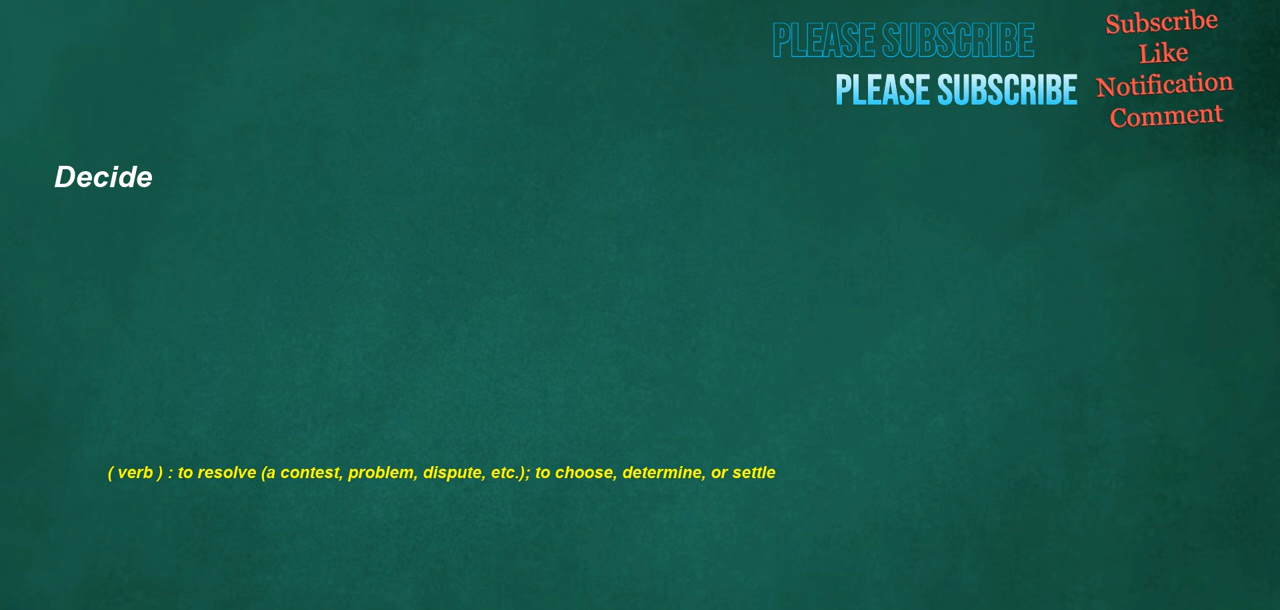 PLEASE SUBSCRIBE
PLEASE SUBSCRIBE
Subscribe
Like
Notification
Comment
Decide
( verb ) : to resolve (a contest, problem, dispute, etc.); to choose, determine, or settle